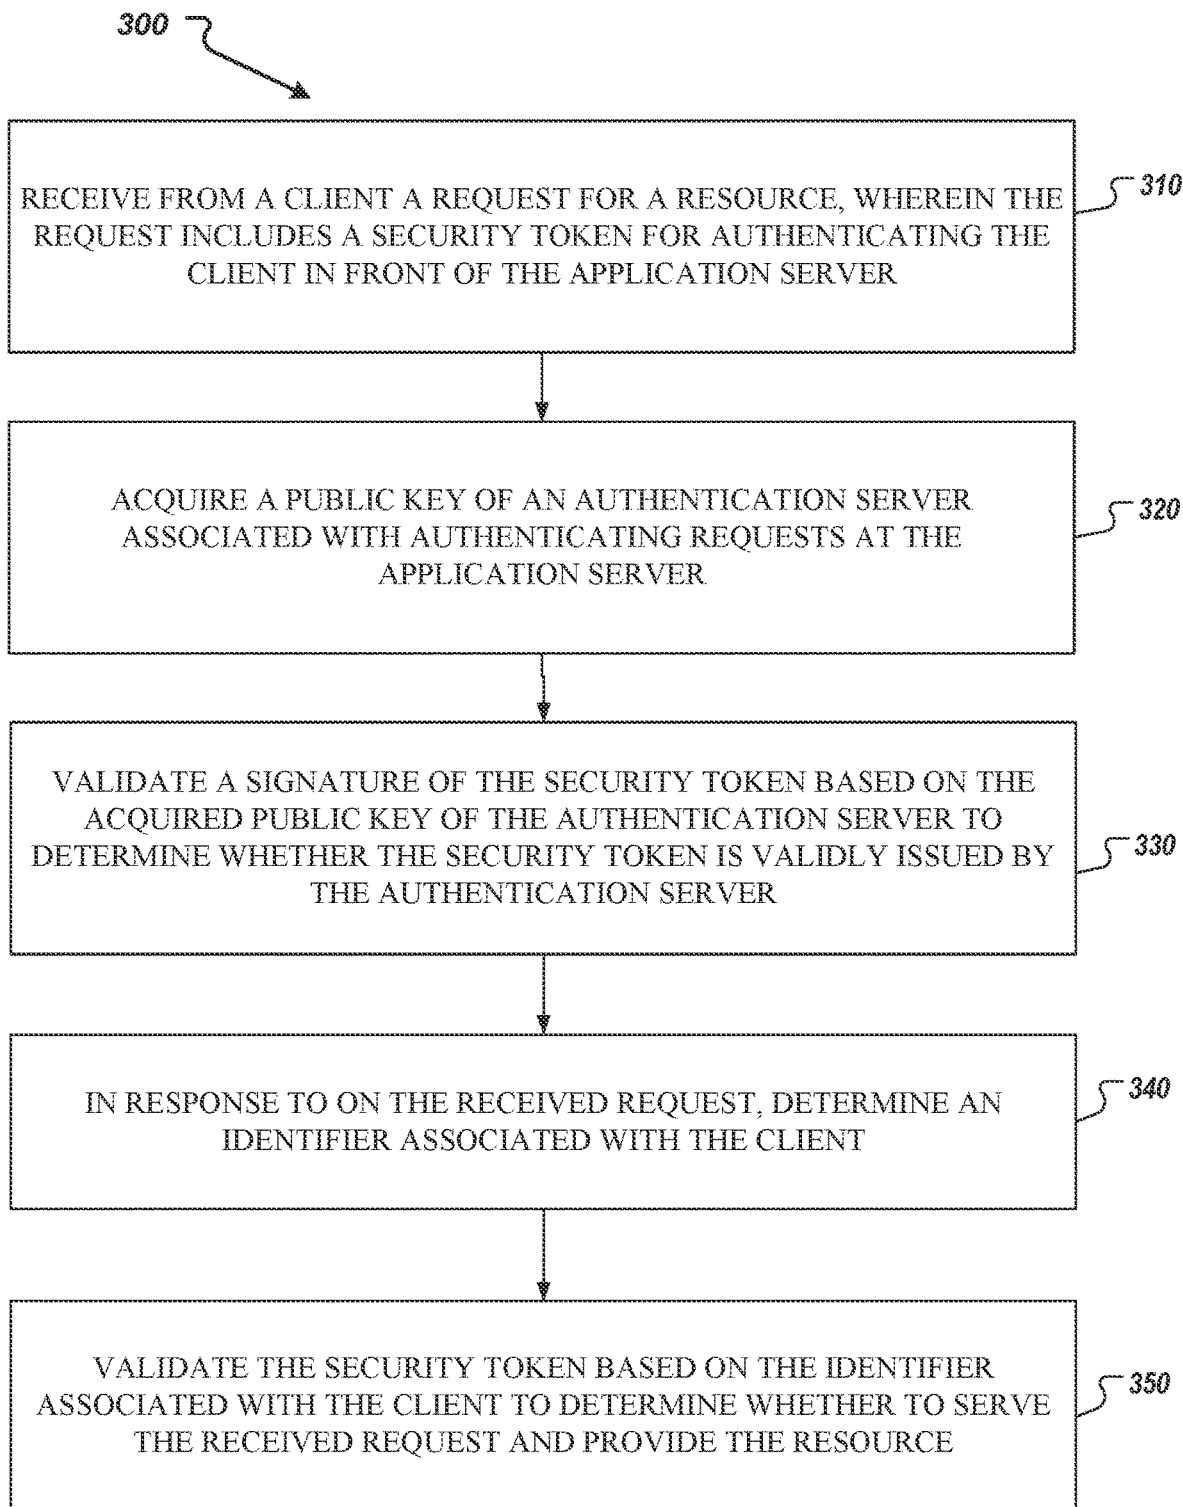 300
RECEIVE FROM A CLIENT A REQUEST FOR A RESOURCE, WHEREIN THE
REQUEST INCLUDES A SECURITY TOKEN FOR AUTHENTICATING THE
CLIENT IN FRONT OF THE APPLICATION SERVER
310
ACQUIRE A PUBLIC KEY OF AN AUTHENTICATION SERVER
ASSOCIATED WITH AUTHENTICATING REQUESTS AT THE
APPLICATION SERVER
320
VALIDATE A SIGNATURE OF THE SECURITY TOKEN BASED ON THE
ACQUIRED PUBLIC KEY OF THE AUTHENTICATION SERVER TO
DETERMINE WHETHER THE SECURITY TOKEN IS VALIDLY ISSUED BY
THE AUTHENTICATION SERVER
330
IN RESPONSE TO ON THE RECEIVED REQUEST, DETERMINE AN
IDENTIFIER ASSOCIATED WITH THE CLIENT
340
VALIDATE THE SECURITY TOKEN BASED ON THE IDENTIFIER
ASSOCIATED WITH THE CLIENT TO DETERMINE WHETHER TO SERVE
THE RECEIVED REQUEST AND PROVIDE THE RESOURCE
350